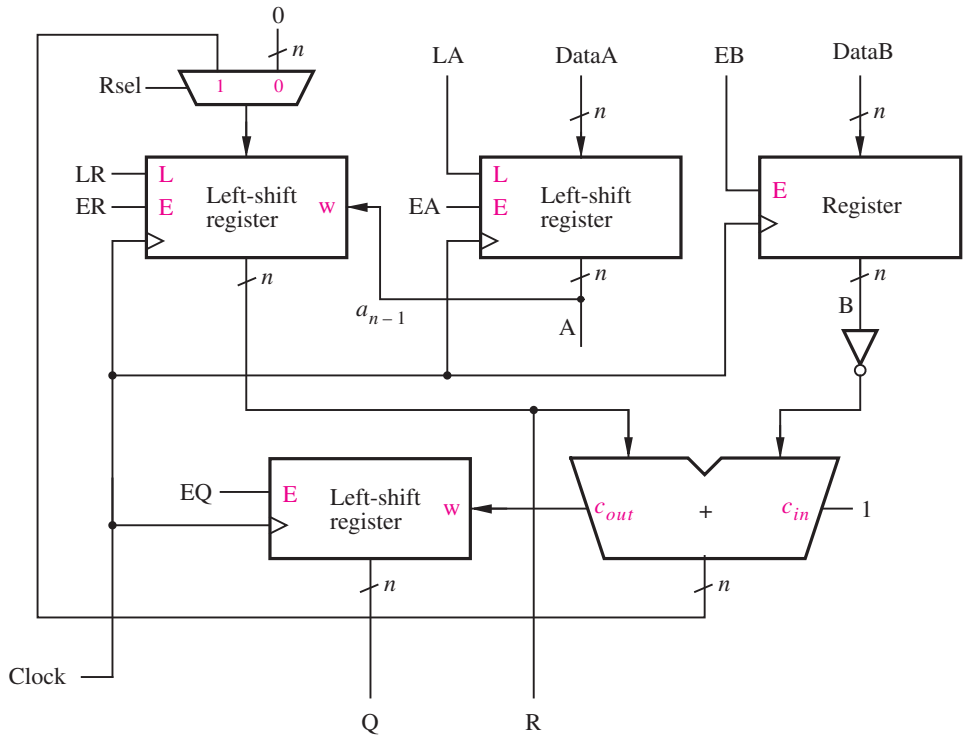 0
n
LA
DataA
EB
DataB
Rsel
1
0
n
n
LR
L
Left-shift
register
w
ER
E
L
Left-shift
register
EA
E
E
Register
n
n
n
a n – 1
A
B
EQ
E
Left-shift
register
w
c out
+
c in
1
n
n
Clock
Q
R